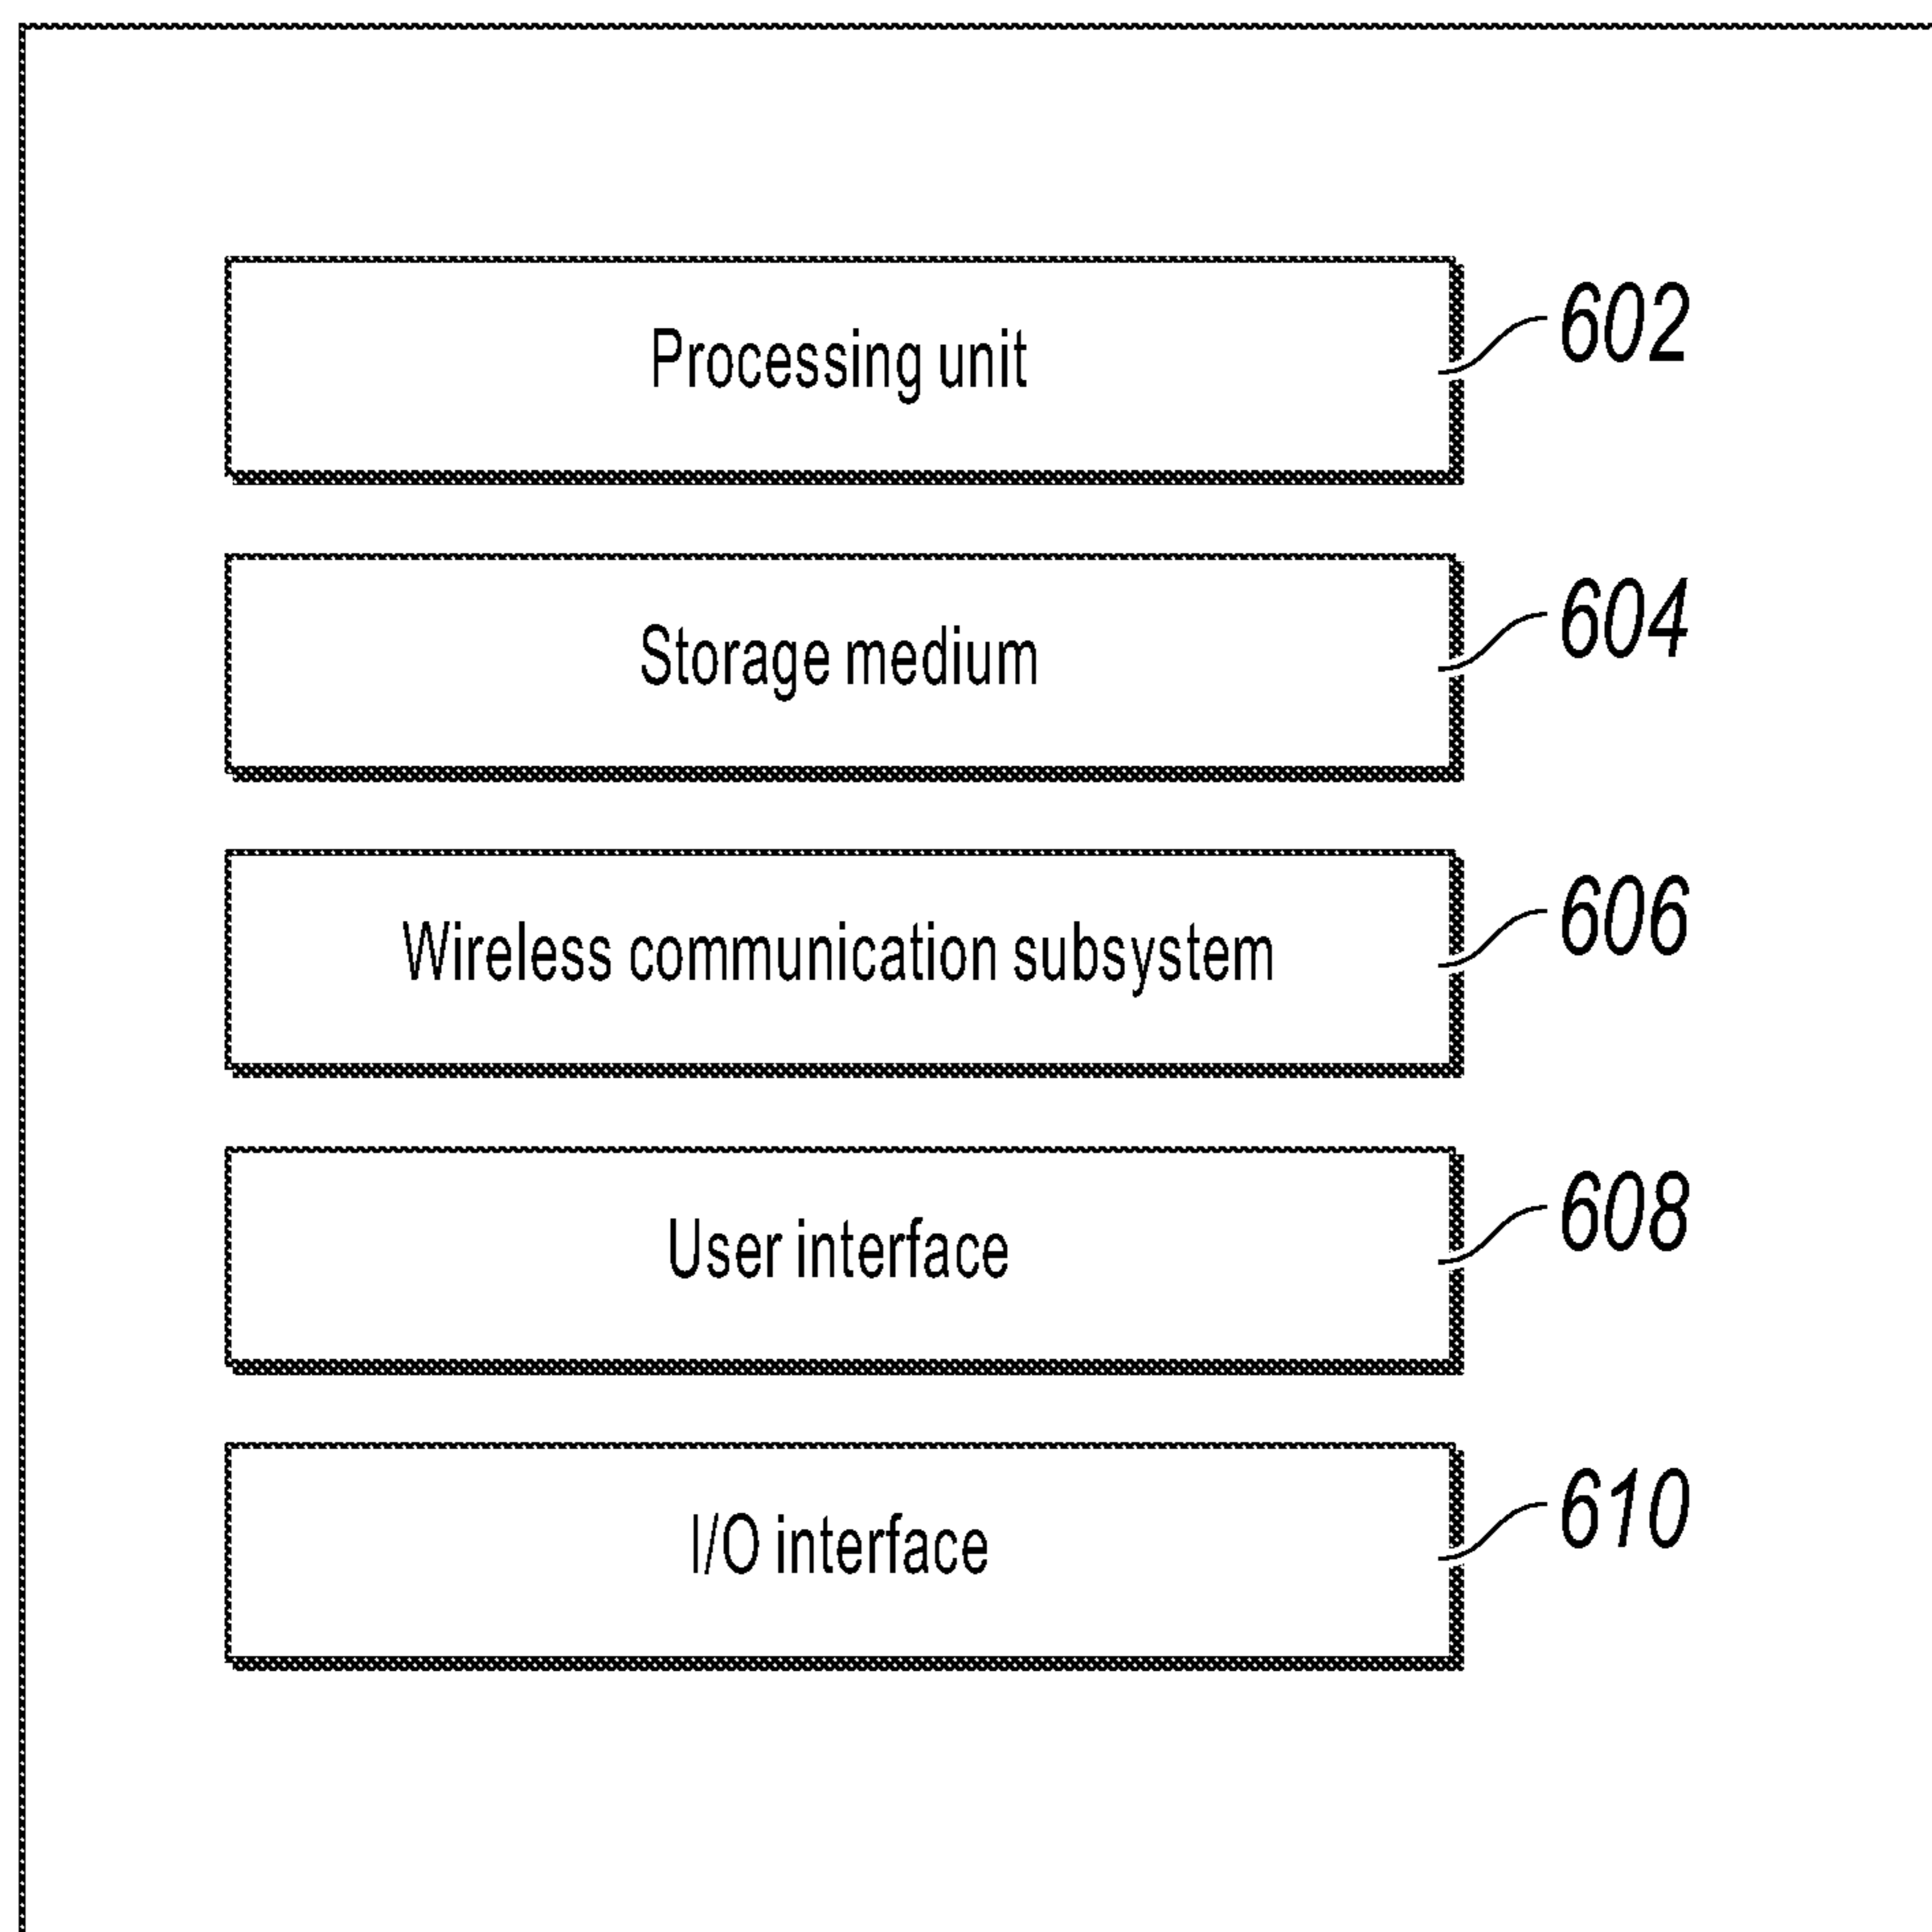 Processing unit
602
Storage medium
604
Wireless communication subsystem
606
User interface
608
I/O interface
610